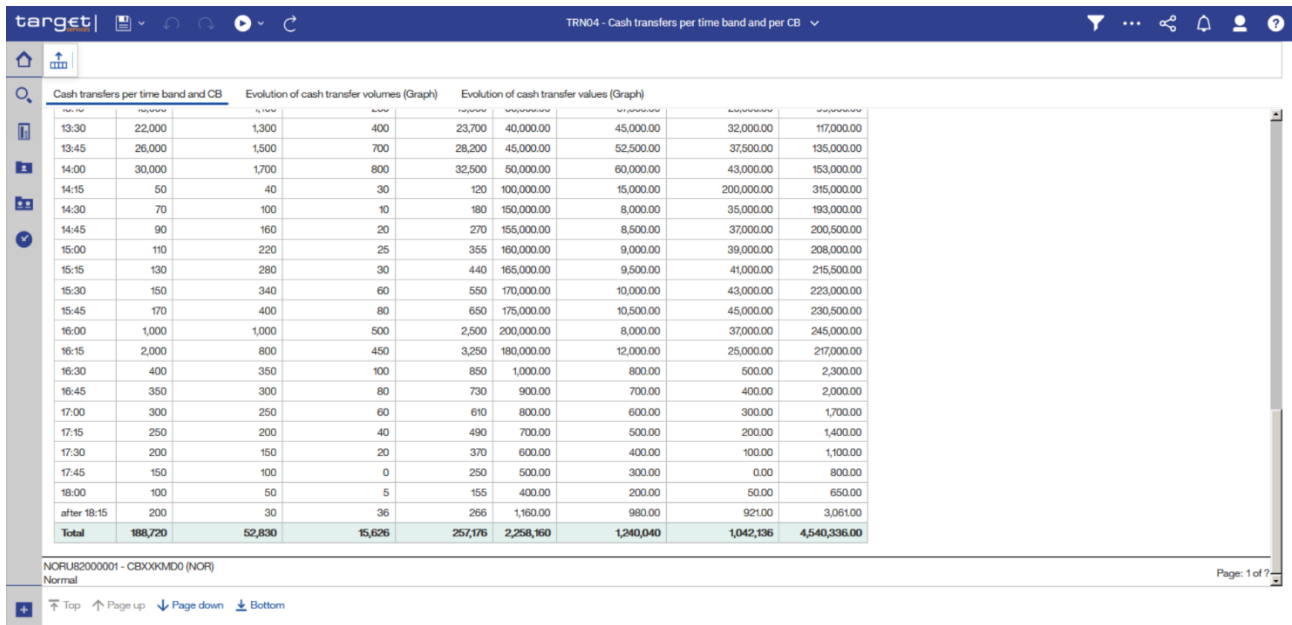 target|
services
TRN04 - Cash transfers per time band and per CB
Cash transfers per time band and CB Evolution of cash transfer volumes (Graph) Evolution of cash transfer values (Graph)
13:30 22,000 1,300 400 23,700 40,000.00 45,000.00 32,000.00 117,000.00
13:45 26,000 1,500 700 28,200 45,000.00 52,500.00 37,500.00 135,000.00
14:00 30,000 1,700 800 32,500 50,000.00 60,000.00 43,000.00 153,000.00
14:15 50 40 30 120 100,000.00 15,000.00 200,000.00 315,000.00
14:30 70 100 10 180 150,000.00 8,000.00 35,000.00 193,000.00
14:45 90 160 20 270 155,000.00 8,500.00 37,000.00 200,500.00
15:00 110 220 25 355 160,000.00 9,000.00 39,000.00 208,000.00
15:15 130 280 30 440 165,000.00 9,500.00 41,000.00 215,500.00
15:30 150 340 60 550 170,000.00 10,000.00 43,000.00 223,000.00
15:45 170 400 80 650 175,000.00 10,500.00 45,000.00 230,500.00
16:00 1,000 1,000 500 2,500 200,000.00 8,000.00 37,000.00 245,000.00
16:15 2,000 800 450 3,250 180,000.00 12,000.00 25,000.00 217,000.00
16:30 400 350 100 850 1,000.00 800.00 500.00 2,300.00
16:45 350 300 80 730 900.00 700.00 400.00 2,000.00
17:00 300 250 60 610 800.00 600.00 300.00 1,700.00
17:15 250 200 40 490 700.00 500.00 200.00 1,400.00
17:30 200 150 20 370 600.00 400.00 100.00 1,100.00
17:45 150 100 0 250 500.00 300.00 0.00 800.00
18:00 100 50 5 155 400.00 200.00 50.00 650.00
after 18:15 200 30 36 266 1,160.00 980.00 921.00 3,061.00
Total 188,720 52,830 15,626 257,176 2,258,160 1,240,040 1,042,136 4,540,336.00
NORU82000001 - CBXXKMD0 (NOR)
Normal
Page: 1 of ?
Top Page up Page down Bottom